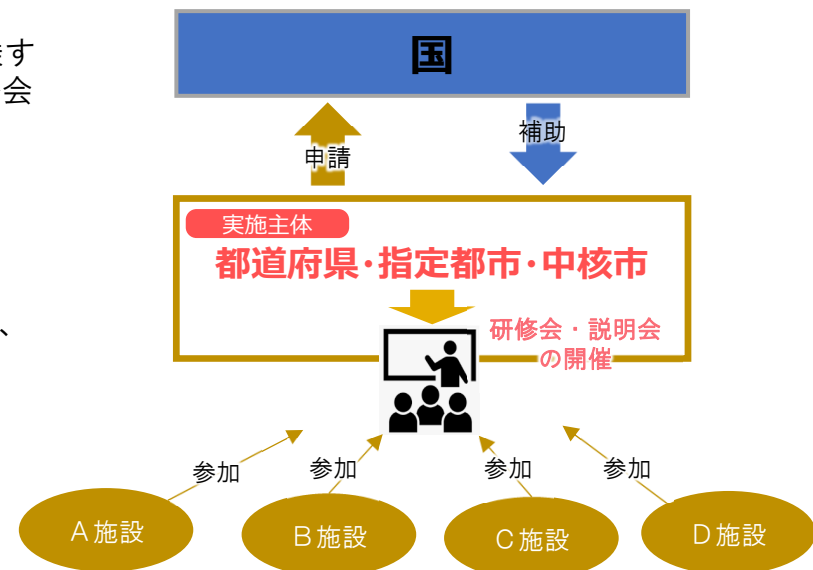 国
す
会
申請
補助
実施主体
都道府県・指定都市・中核市
、
研修会・説明会
の開催
参加
参加
参加
参加
A施設
B施設
C施設
D施設